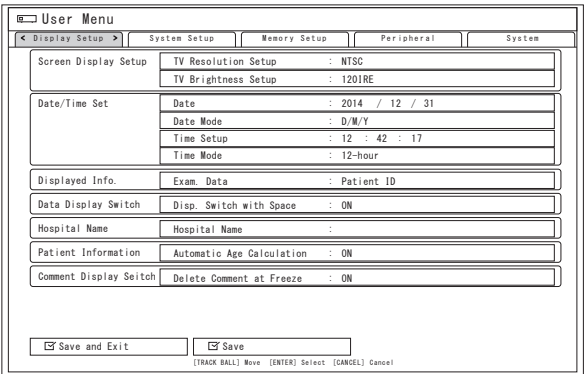 User Menu
< Display Setup > System Setup Memory Setup Peripheral System
Screen Display Setup TV Resolution Setup : NTSC
TV Brightness Setup : 120IRE
Date/Time Set Date : 2014 / 12 / 31
Date Mode : D/M/Y
Time Setup : 12 : 42 : 17
Time Mode : 12-hour
Displayed Info. Exam. Data : Patient ID
Data Display Switch Disp. Switch with Space : ON
Hospital Name Hospital Name :
Patient Information Automatic Age Calculation : ON
Comment Display Seitch Delete Comment at Freeze : ON
Save and Exit Save
[TRACK BALL] Move [ENTER] Select [CANCEL] Cancel